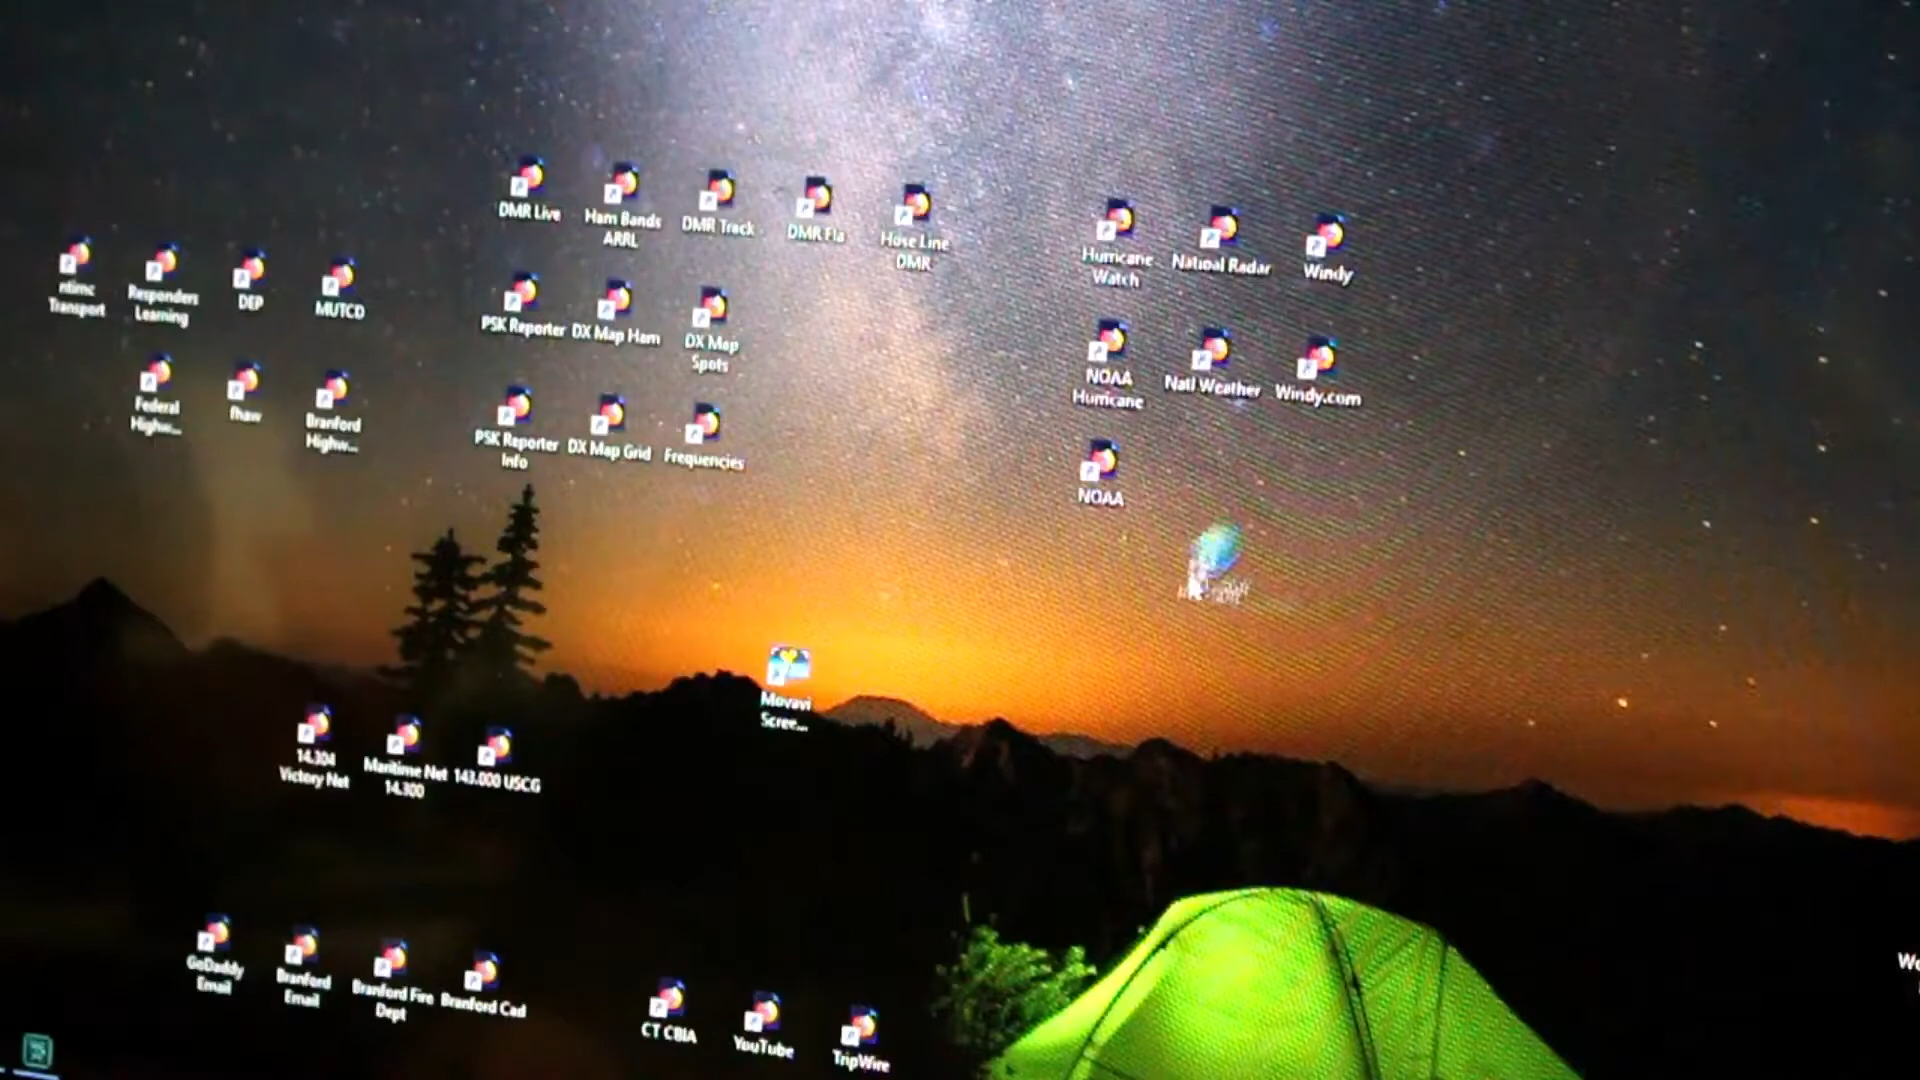 DMR Live
Ham Bands
ARRL
DMR Track
DMR Fla
Hose Line
DMR
Hurricane
Watch
Natioal Radar
Windy
ntimc
Transport
Responders
Learning
DEP
MUTCD
PSK Reporter
DX Map Ham
DX Map
Spots
NOAA
Hurricane
Natl Weather
Windy.com
Federal
Highw...
fhaw
Branford
Highw...
PSK Reporter
Info
DX Map Grid
Frequencies
NOAA
Movavi
Scree...
14.304
Victory Net
Maritime Net
14.300
143.000 USCG
GoDaddy
Email
Branford
Email
Branford Fire
Dept
Branford Cad
CT CBIA
YouTube
TripWire